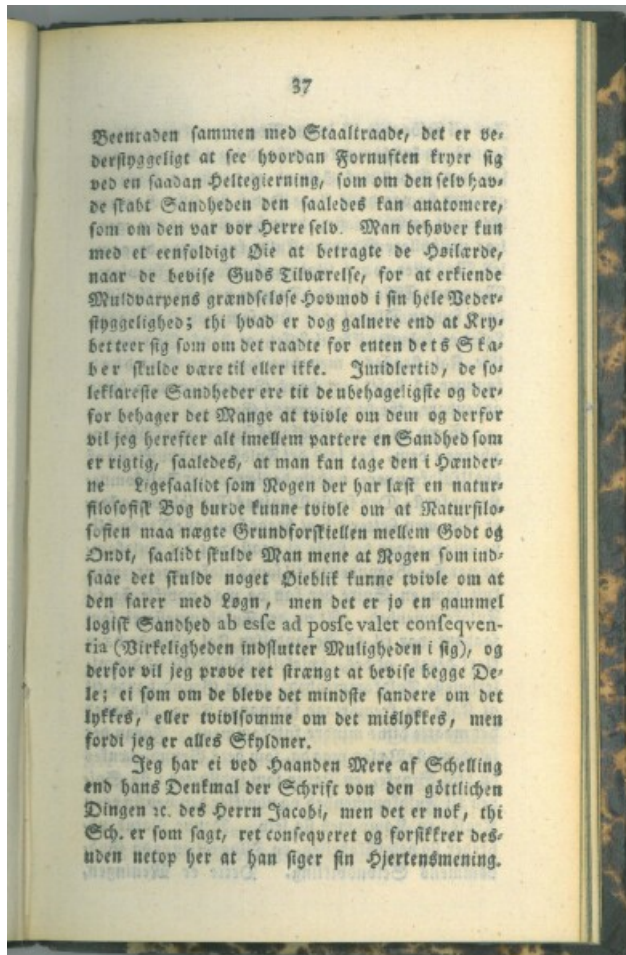 37
Beenraden sammen med Staaltraade, det er ve-
derstyggeligt at see hvordan Fornuften kryer sig
ved en saadan Heltegierning, som om den selv hav-
de skabt Sandheden den saaledes kan anatomere,
som om den var vor Herre selv. Man behøver kun
med et eenfoldigt Øie at betragte de Høilærde,
naar de bevise Guds Tilværelse, for at erkiende
Muldvarpens grændseløse Hovmod i sin hele Veder-
styggelighed; thi hvad er dog galnere end at Kry-
bet teer sig som om det raadte for enten dets Ska-
ber skulde være til eller ikke. Imidlertid, de so-
leklareste Sandheder ere tit de ubehageligste og der-
for behager det Mange at tvivle om dem og derfor
vil jeg herefter alt imellem partere en Sandhed som
er rigtig, saaledes, at man kan tage den i Hænder-
ne Ligesaalidt som Nogen der har læst en natur-
filosofisk Bog burde kunne tvivle om at Naturfilo-
sofien maa nægte Grundforskiellen mellem Godt og
Ondt, saalidt skulde Man mene at Nogen som ind-
saae det skulde noget Øieblik kunne tvivle om at
den farer med Løgn, men det er jo en gammel
logisk Sandhed ab esse ad posse valet conseqven-
tia (Virkeligheden indslutter Muligheden i sig), og
derfor vil jeg prøve ret strængt at bevise begge De-
le; ei som om de bleve det mindste sandere om det
lykkes, eller tvivlsomme om det mislykkes, men
fordi jeg er alles Skyldner.
Jeg har ei ved Haanden Mere af Schelling
end hans Denkmal der Schrift von den göttlichen
Dingen ꝛc. des Herrn Jacobi, men det er nok, thi
Sch. er som sagt, ret conseqveret og forsikkrer des-
uden netop her at han siger sin Hjertensmening.